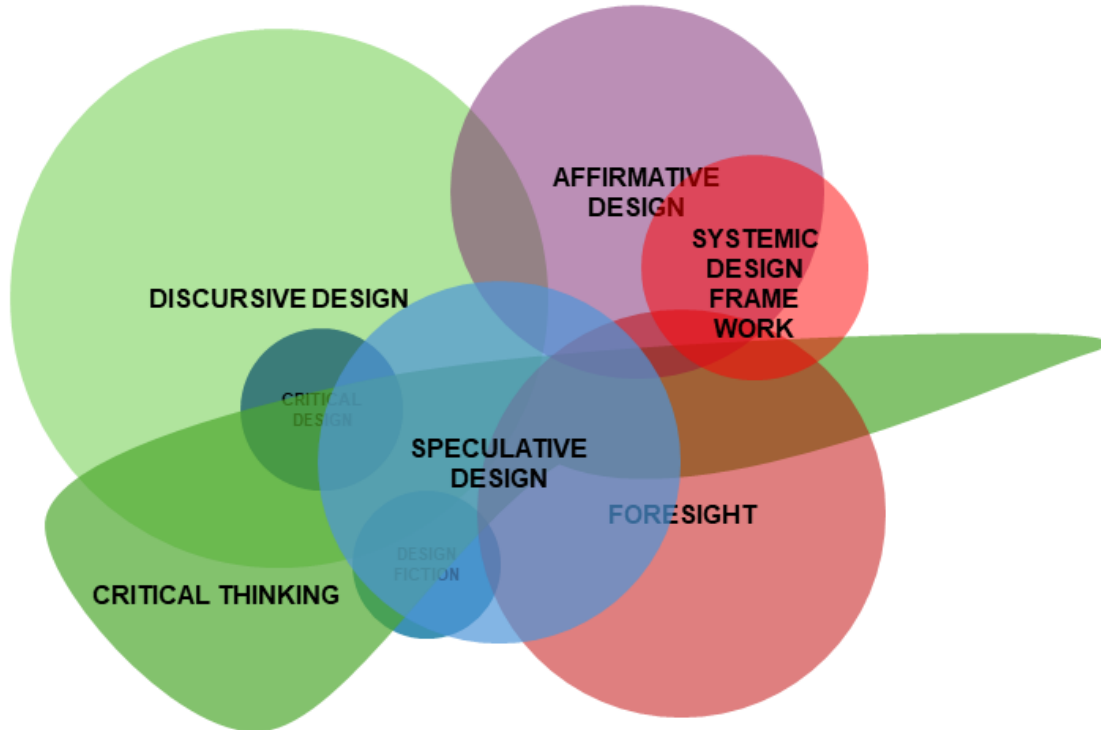 AFFIRMATIVE
DESIGN
SYSTEMIC
DESIGN
FRAME
WORK
DISCURSIVE DESIGN
CRITICAL
DESIGN
SPECULATIVE
DESIGN
FORESIGHT
DESIGN
FICTION
CRITICAL THINKING